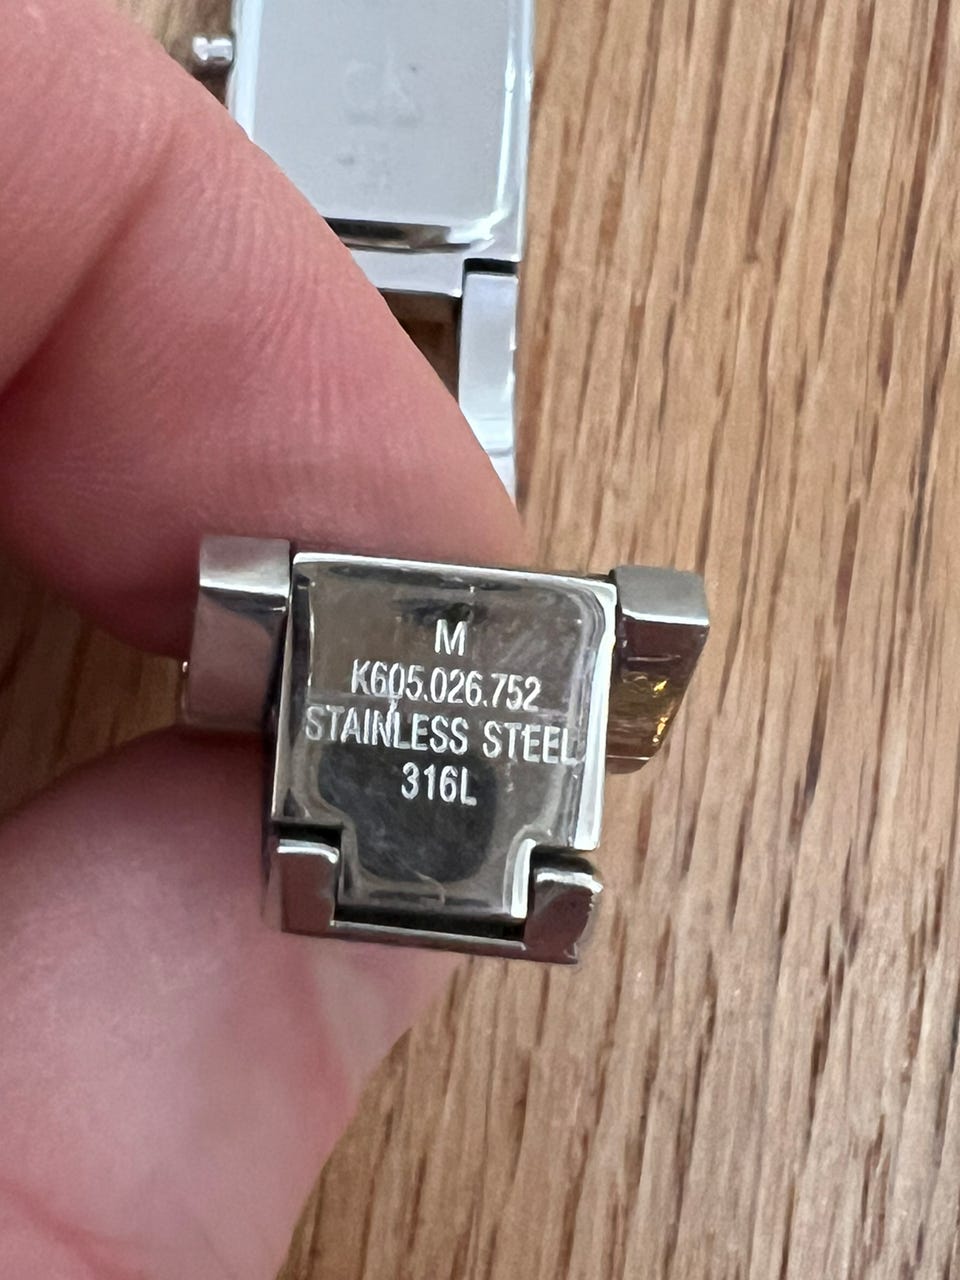 M
K605.026.752
STAINLESS STEEL
316L